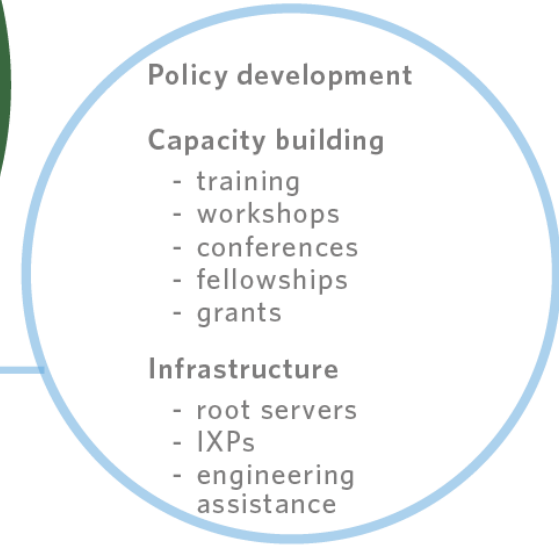 Policy development
Capacity building
- training
- workshops
- conferences
- fellowships
- grants
Infrastructure
- root servers
- IXPs
- engineering
assistance